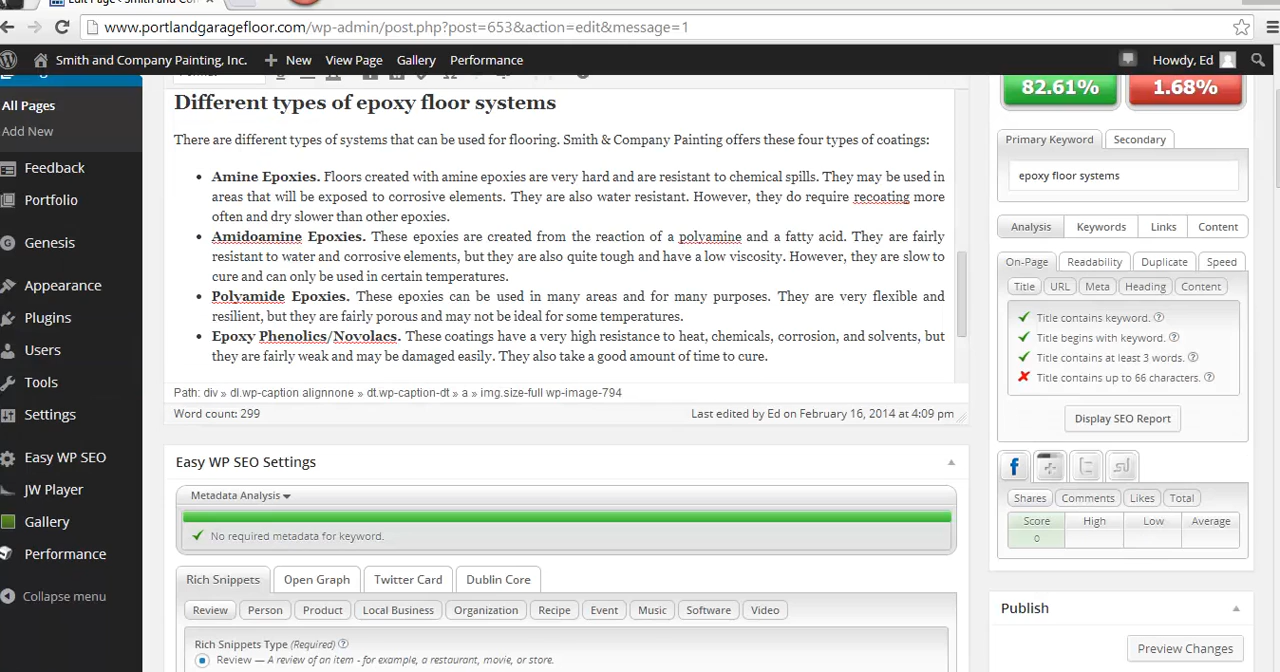 www.portlandgaragefloor.com/wp-admin/post.php?post=653&action=edit&message=1
Smith and Company Painting, Inc. New View Page Gallery Performance Howdy, Ed
All Pages
Add New
Feedback
Portfolio
Genesis
Appearance
Plugins
Users
Tools
Settings
Easy WP SEO
JW Player
Gallery
Performance
Collapse menu
Different types of epoxy floor systems
There are different types of systems that can be used for flooring. Smith & Company Painting offers these four types of coatings:
• Amine Epoxies. Floors created with amine epoxies are very hard and are resistant to chemical spills. They may be used in
areas that will be exposed to corrosive elements. They are also water resistant. However, they do require recoating more
often and dry slower than other epoxies.
• Amidoamine Epoxies. These epoxies are created from the reaction of a polyamine and a fatty acid. They are fairly
resistant to water and corrosive elements, but they are also quite tough and have a low viscosity. However, they are slow to
cure and can only be used in certain temperatures.
• Polyamide Epoxies. These epoxies can be used in many areas and for many purposes. They are very flexible and
resilient, but they are fairly porous and may not be ideal for some temperatures.
• Epoxy Phenolics/Novolacs. These coatings have a very high resistance to heat, chemicals, corrosion, and solvents, but
they are fairly weak and may be damaged easily. They also take a good amount of time to cure.
Path: div » dl.wp-caption alignnone » dt.wp-caption-dt » a » img.size-full wp-image-794
Word count: 299 Last edited by Ed on February 16, 2014 at 4:09 pm
Easy WP SEO Settings
Metadata Analysis
No required metadata for keyword.
Rich Snippets Open Graph Twitter Card Dublin Core
Review Person Product Local Business Organization Recipe Event Music Software Video
Rich Snippets Type (Required)
Review — A review of an item - for example, a restaurant, movie, or store.
82.61% 1.68%
Primary Keyword Secondary
epoxy floor systems
Analysis Keywords Links Content
On-Page Readability Duplicate Speed
Title URL Meta Heading Content
Title contains keyword.
Title begins with keyword.
Title contains at least 3 words.
Title contains up to 66 characters.
Display SEO Report
Shares Comments Likes Total
Score High Low Average
0
Publish
Preview Changes